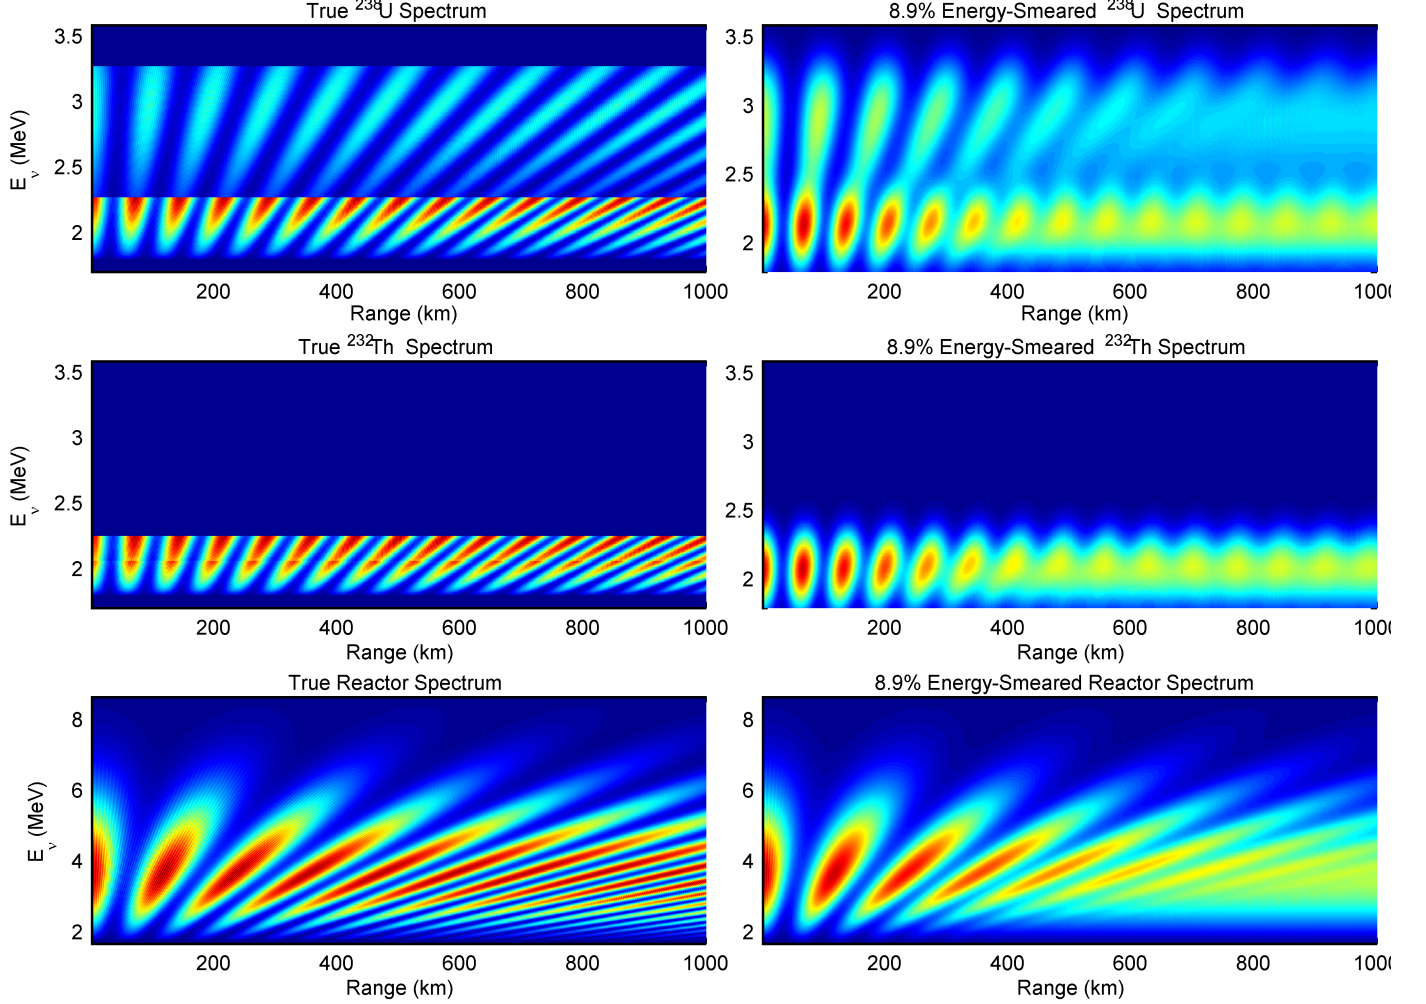 True ²³⁸U Spectrum
3.5
3
2.5
2
E_ν (MeV)
200 400 600 800 1000
Range (km)
8.9% Energy-Smeared ²³⁸U Spectrum
3.5
3
2.5
2
200 400 600 800 100
Range (km)
True ²³²Th Spectrum
3.5
3
2.5
2
E_ν (MeV)
200 400 600 800 1000
Range (km)
8.9% Energy-Smeared ²³²Th Spectrum
3.5
3
2.5
2
200 400 600 800 100
Range (km)
True Reactor Spectrum
8
6
4
2
E_ν (MeV)
200 400 600 800 1000
Range (km)
8.9% Energy-Smeared Reactor Spectrum
8
6
4
2
200 400 600 800 100
Range (km)